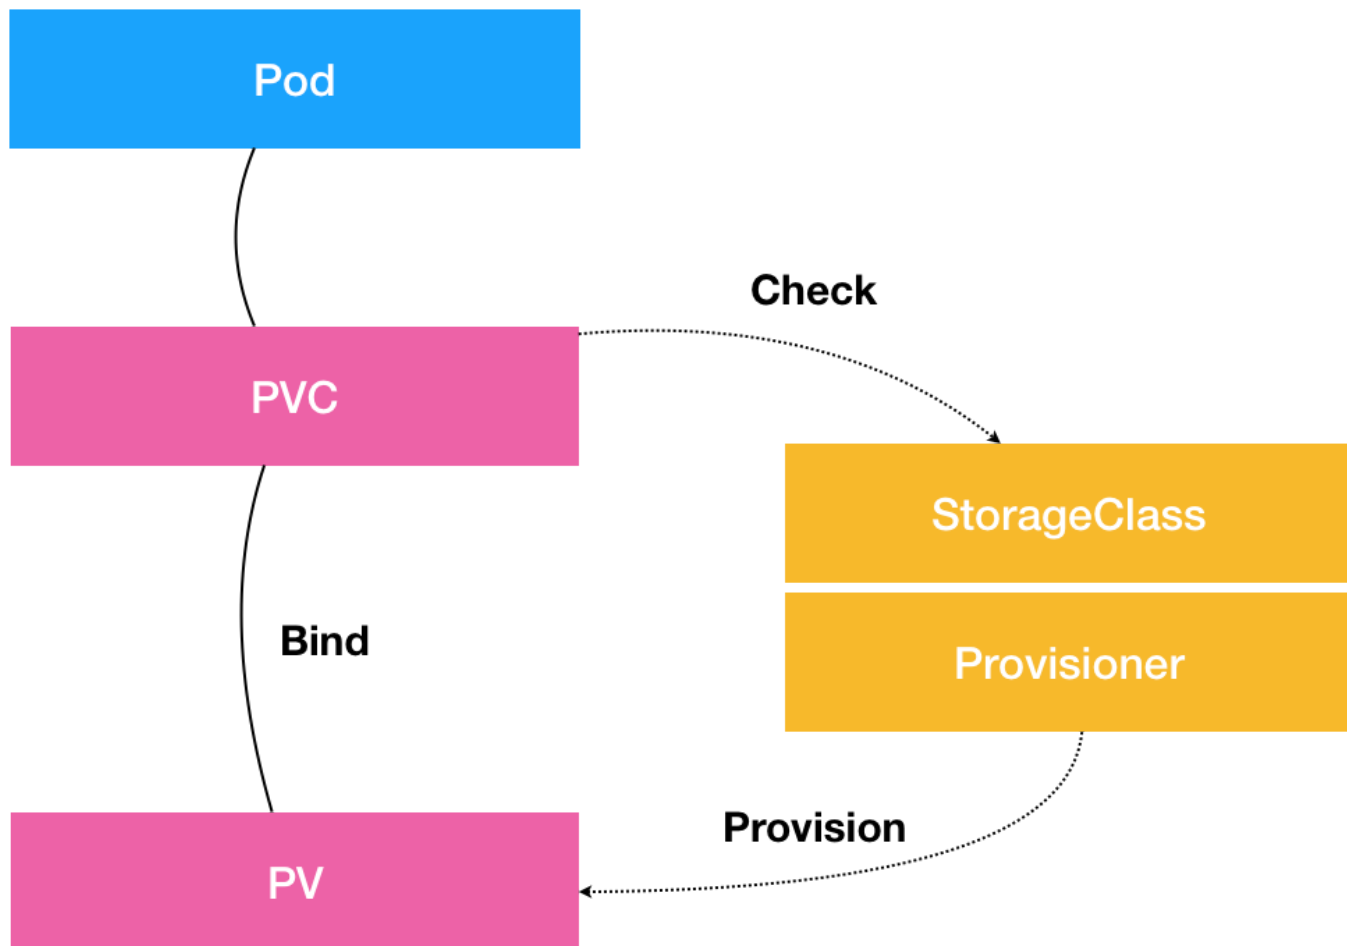 Pod
Check
PVC
StorageClass
Bind
Provisioner
Provision
PV